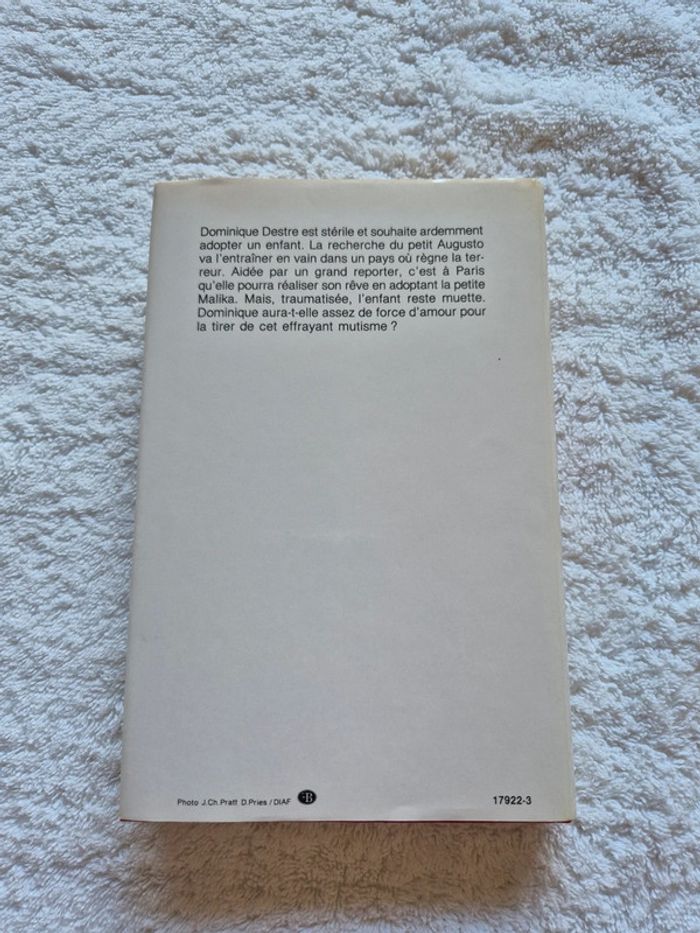 Dominique Destre est stérile et souhaite ardemment
adopter un enfant. La recherche du petit Augusto
va l'entraîner en vain dans un pays où règne la ter-
reur. Aidée par un grand reporter, c'est à Paris
qu'elle pourra réaliser son rêve en adoptant la petite
Malika. Mais, traumatisée, l'enfant reste muette.
Dominique aura-t-elle assez de force d'amour pour
la tirer de cet effrayant mutisme ?
Photo J.Ch.Pratt D.Pries / DIAF B 17922-3